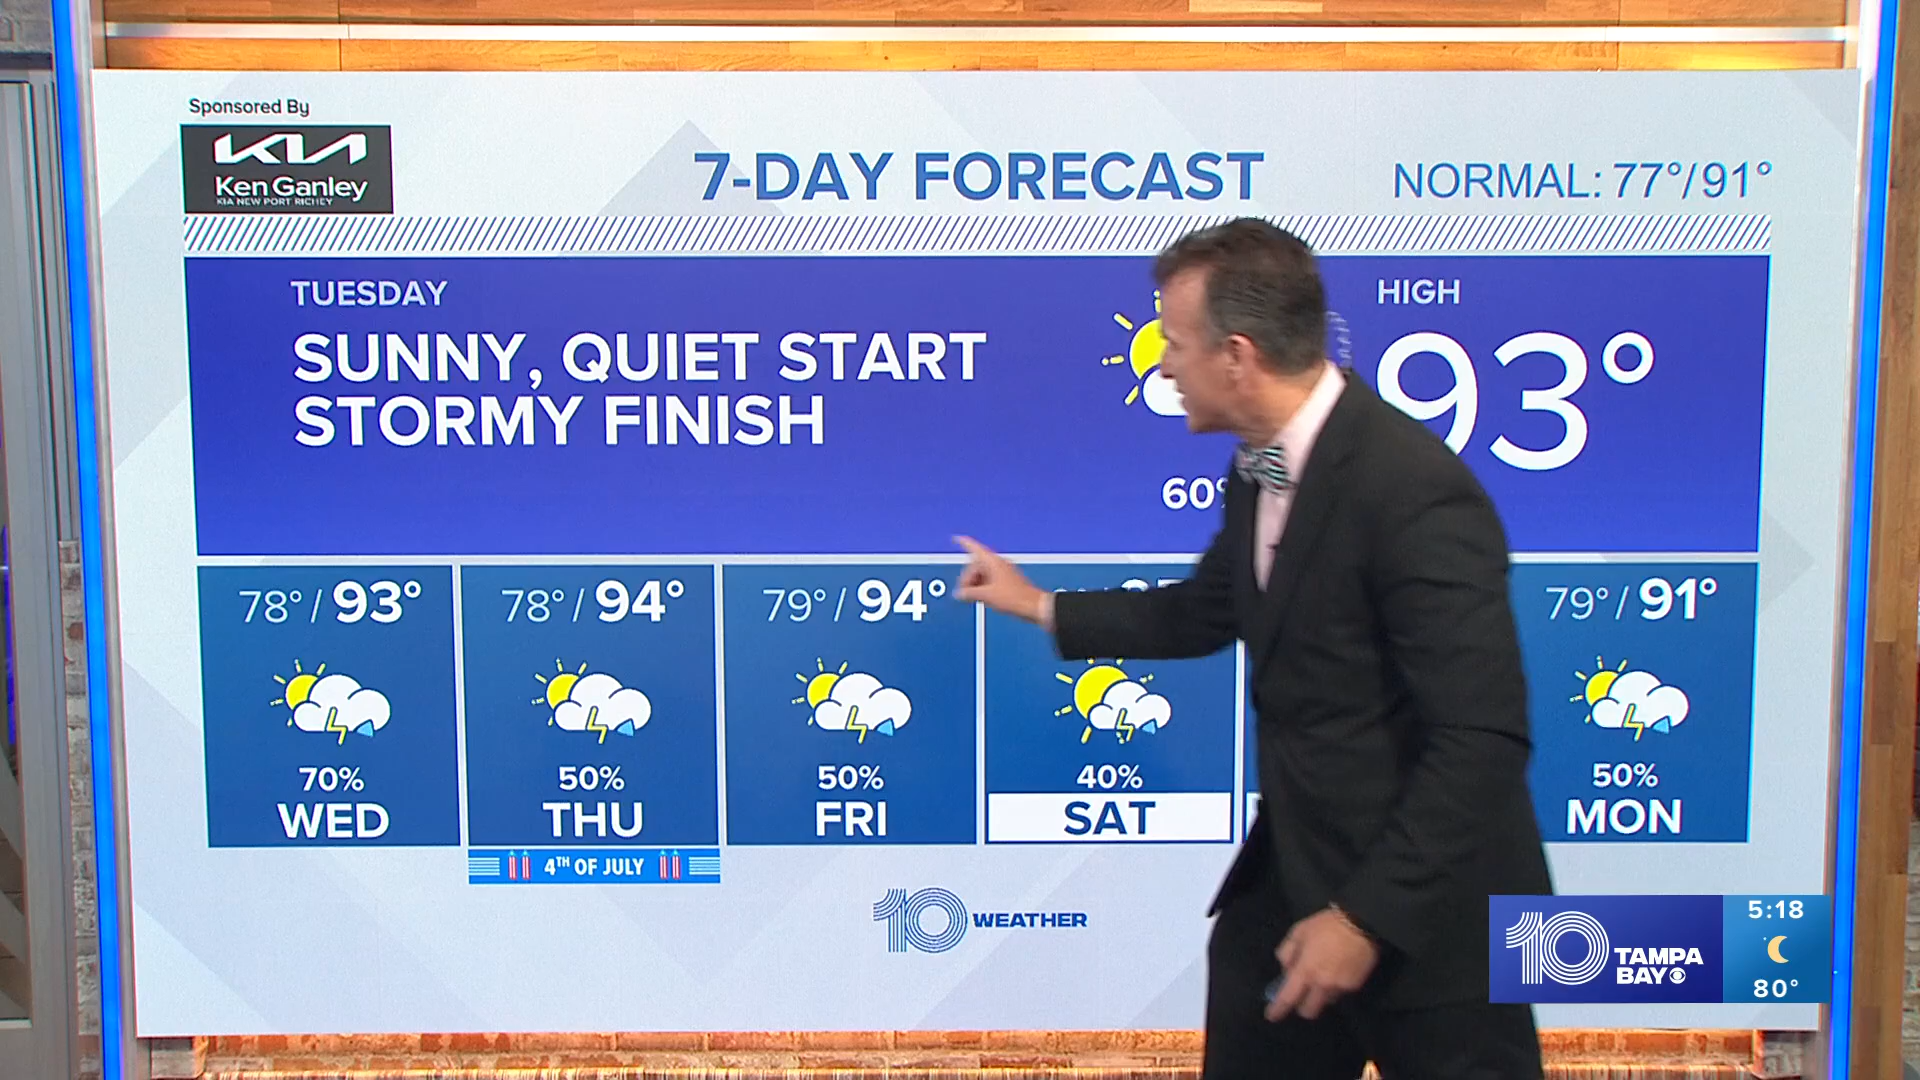 Sponsored By
KIA
Ken Ganley
KIA NEW PORT RICHEY
7-DAY FORECAST
NORMAL: 77°/91°
TUESDAY
SUNNY, QUIET START
STORMY FINISH
HIGH
93°
60%
78°/93°
78°/94°
79°/94°
79°/91°
70%
50%
50%
40%
50%
WED
THU
FRI
SAT
MON
4TH OF JULY
10 WEATHER
10 TAMPA BAY
5:18
80°